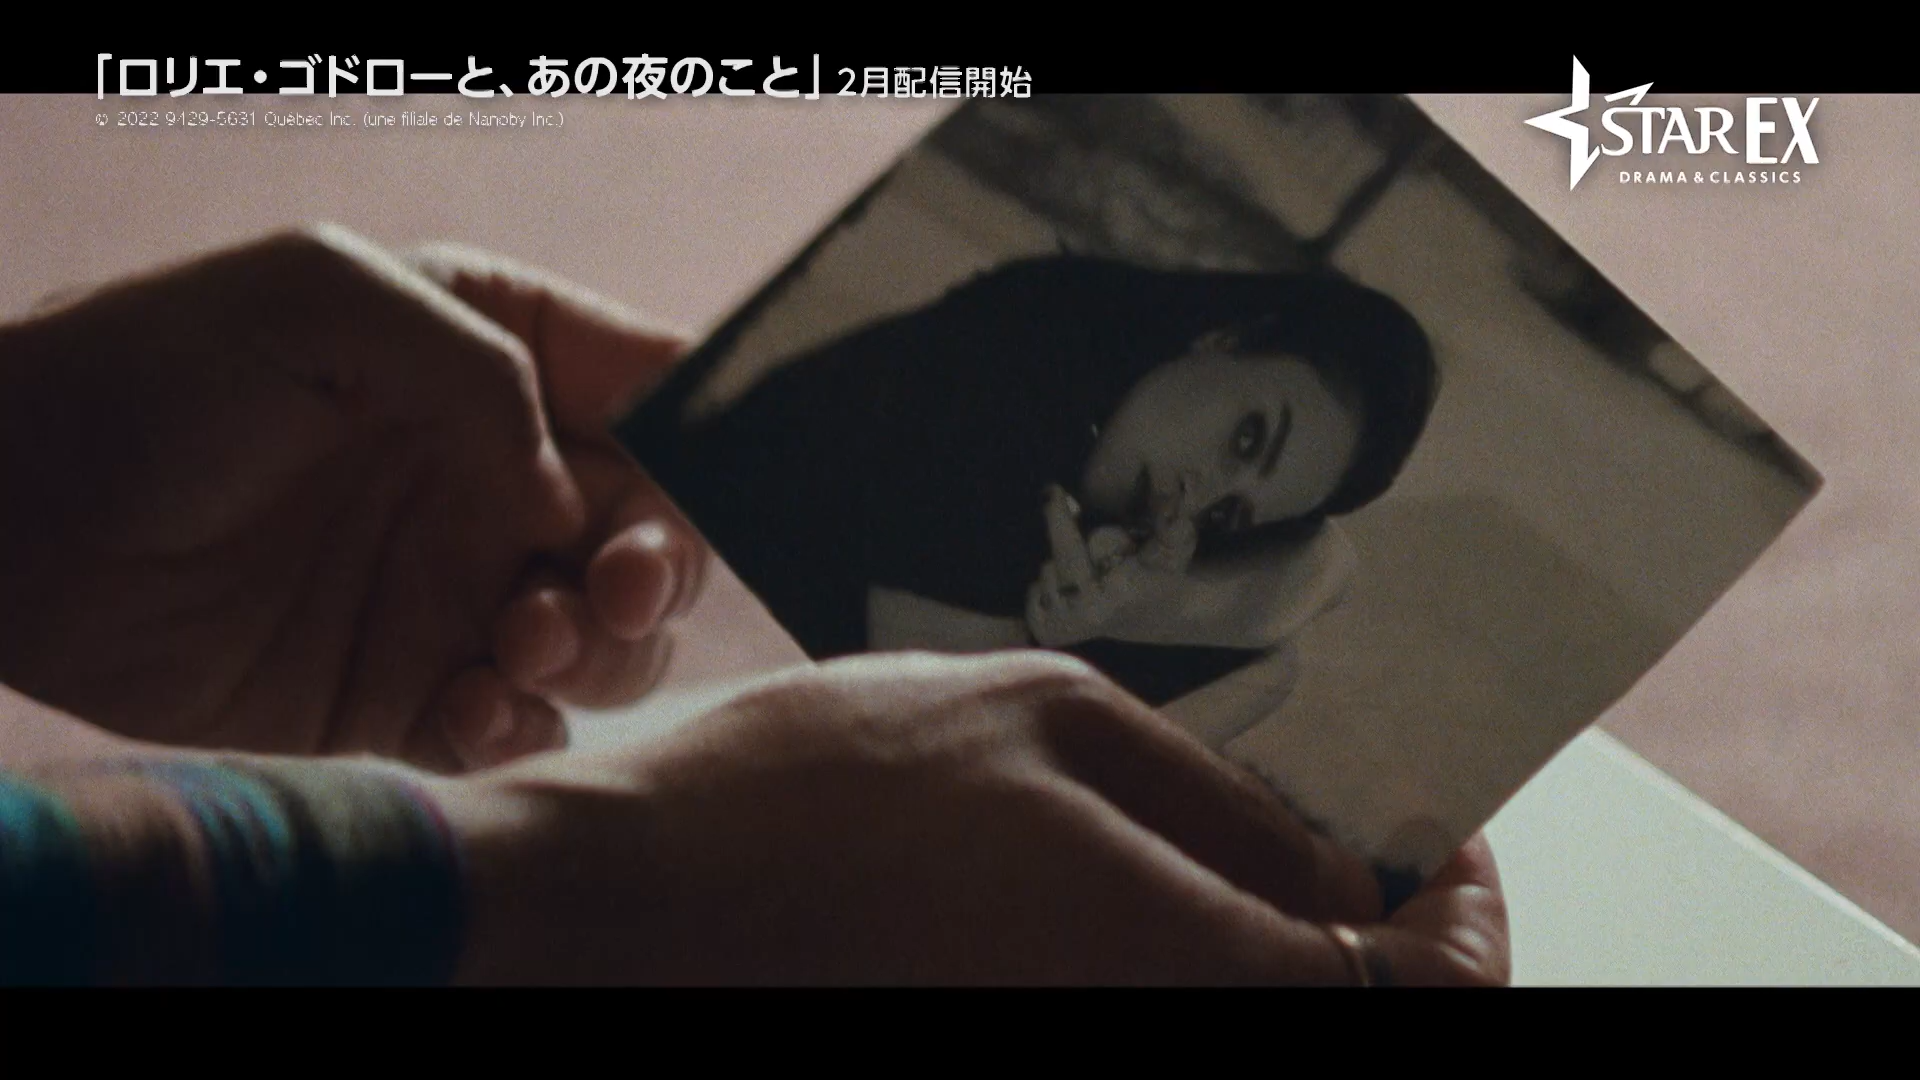 「ロリエ・ゴドローと、あの夜のこと」 2月配信開始
© 2022 9429-5631 Québec Inc. (une filiale de Nanoby Inc.)
STAR EX
DRAMA & CLASSICS